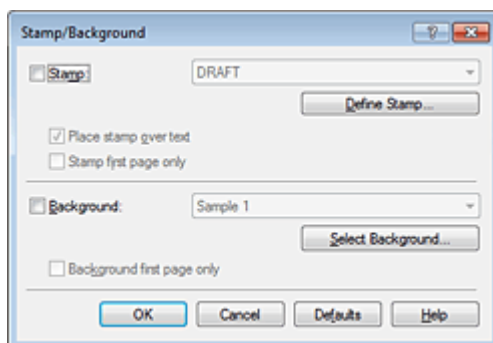 Stamp/Background
Stamp: DRAFT
Define Stamp...
Place stamp over text
Stamp first page only
Background: Sample 1
Select Background...
Background first page only
OK Cancel Defaults Help